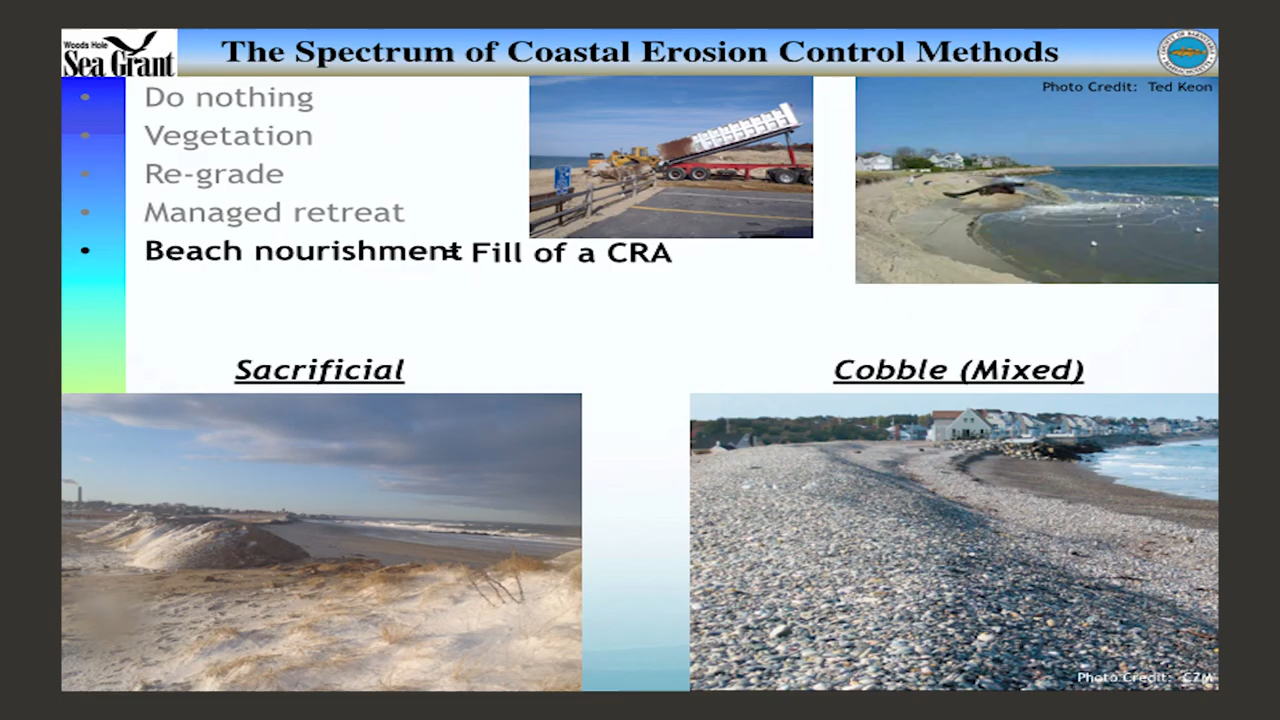 Woods Hole
Sea Grant
The Spectrum of Coastal Erosion Control Methods
Photo Credit: Ted Keon
• Do nothing
• Vegetation
• Re-grade
• Managed retreat
• Beach nourishment = Fill of a CRA
Sacrificial
Cobble (Mixed)
Photo Credit: CZM